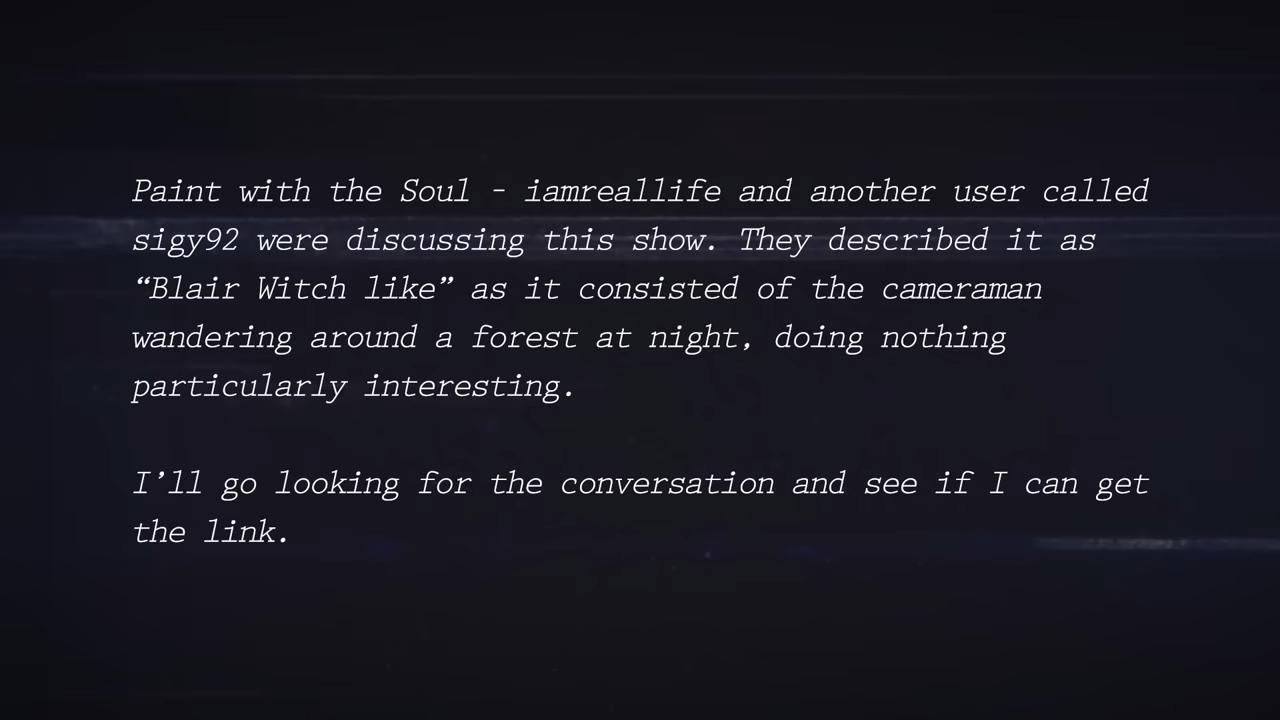 Paint with the Soul - iamreallife and another user called
sigy92 were discussing this show. They described it as
“Blair Witch like” as it consisted of the cameraman
wandering around a forest at night, doing nothing
particularly interesting.
I’ll go looking for the conversation and see if I can get
the link.